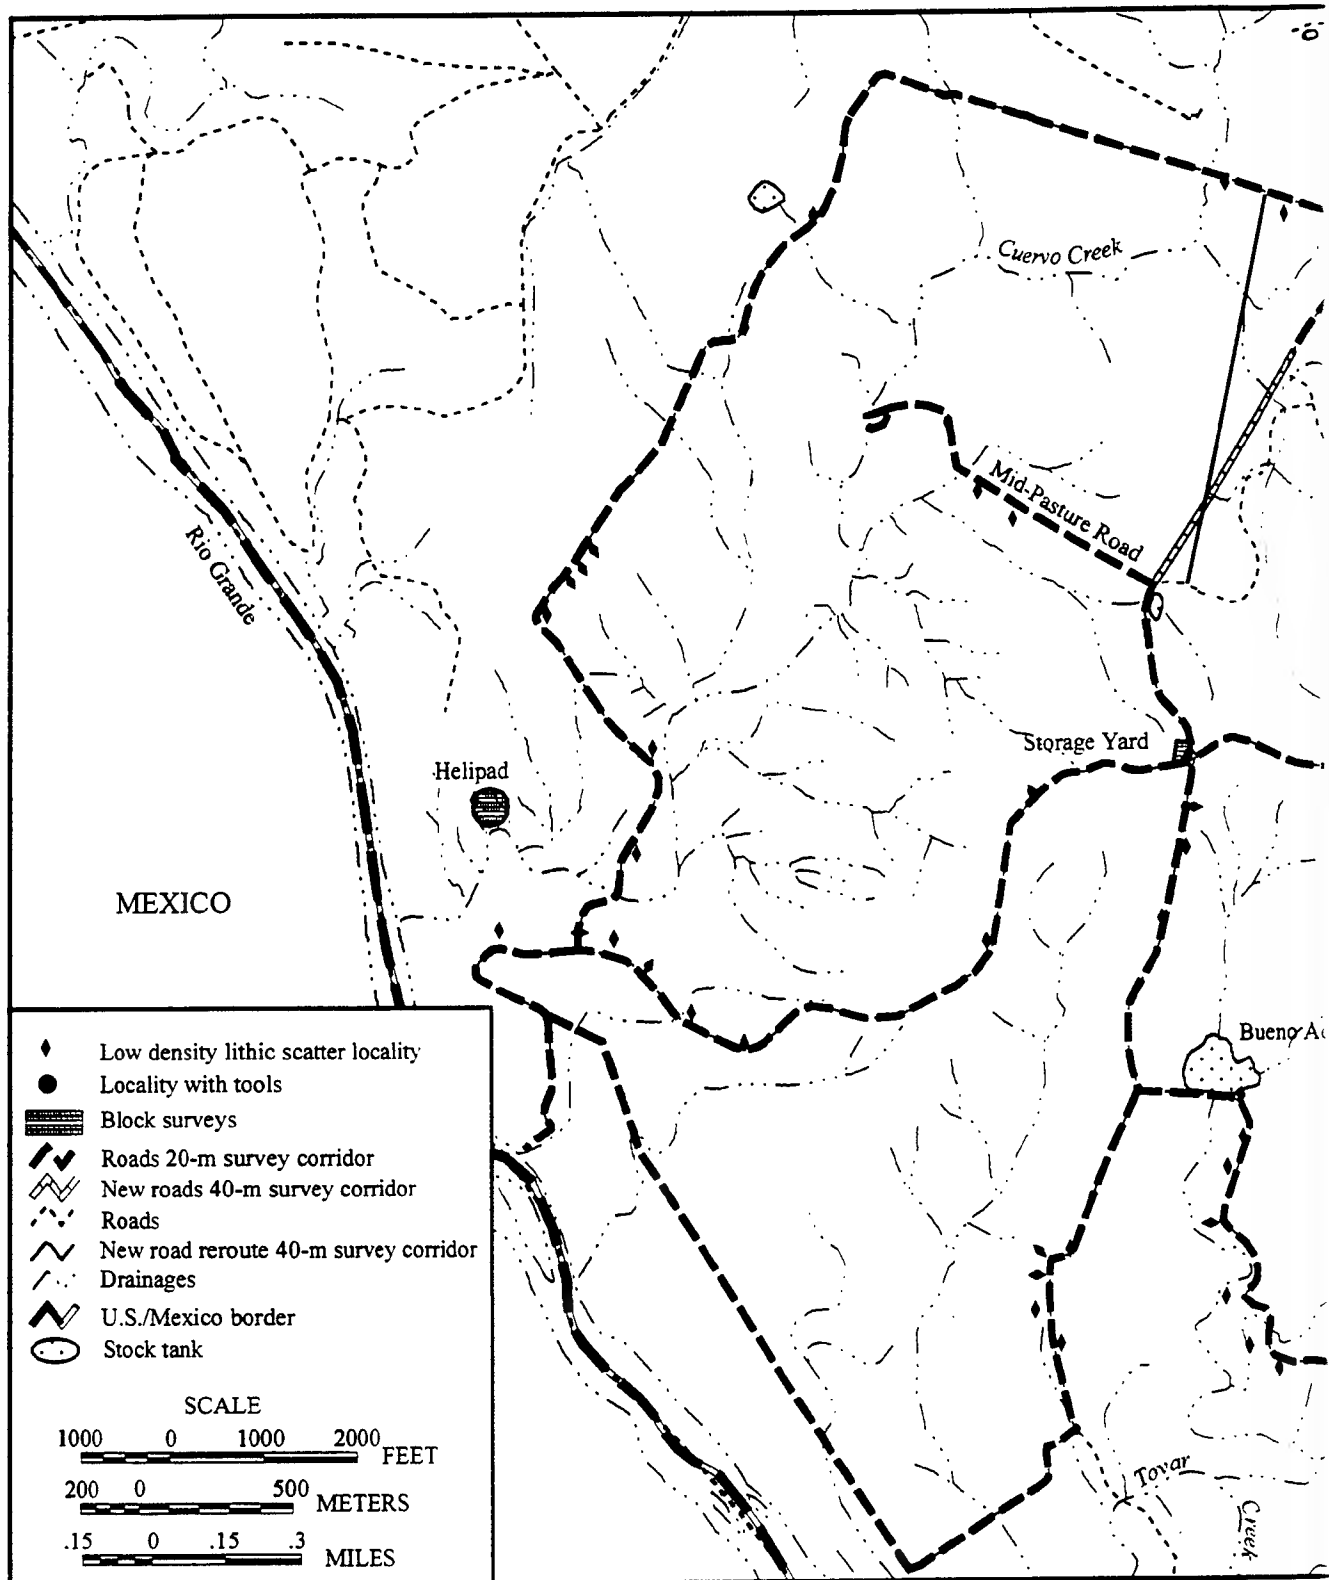 Cuervo Creek
Mid-Pasture Road
Rio Grande
Storage Yard
Helipad
MEXICO
Bueno
Low density lithic scatter locality
Locality with tools
Block surveys
Roads 20-m survey corridor
New roads 40-m survey corridor
Roads
New road reroute 40-m survey corridor
Drainages
U.S./Mexico border
Stock tank
SCALE
1000 0 1000 2000 FEET
200 0 500 METERS
.15 0 .15 .3 MILES
Tovar
Creek